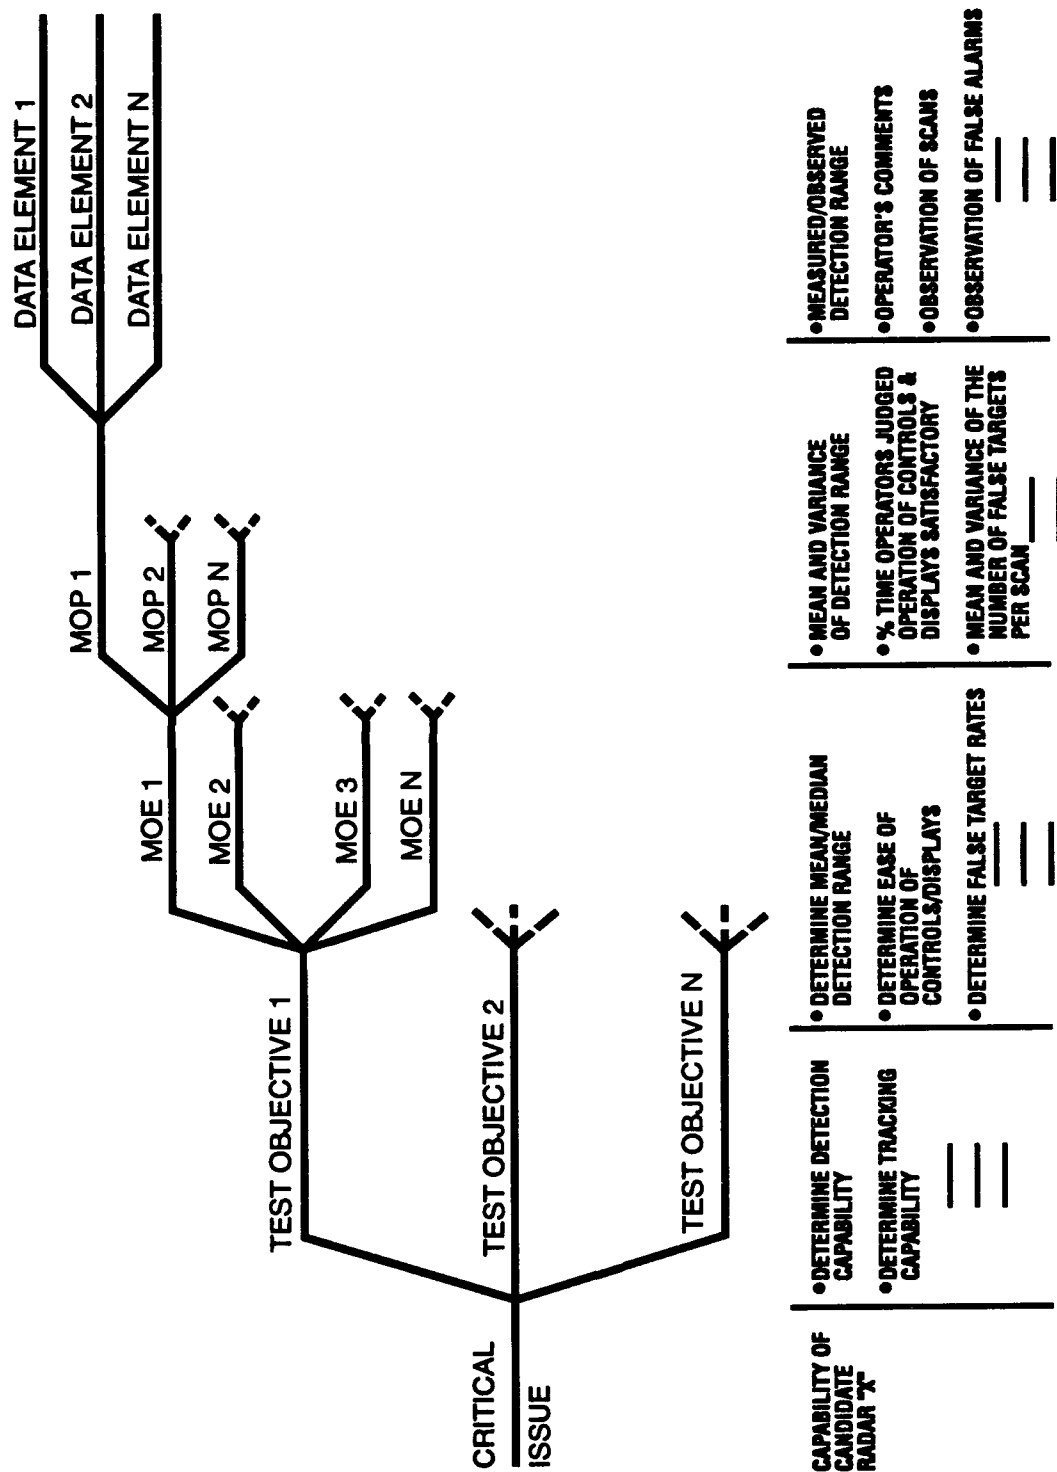 CRITICAL
ISSUE
TEST OBJECTIVE 1
TEST OBJECTIVE 2
TEST OBJECTIVE N
MOE 1
MOE 2
MOE 3
MOE N
MOP 1
MOP 2
MOP N
DATA ELEMENT 1
DATA ELEMENT 2
DATA ELEMENT N
CAPABILITY OF
CANDIDATE
RADAR "X"
•DETERMINE DETECTION
CAPABILITY
•DETERMINE TRACKING
CAPABILITY
•DETERMINE MEAN/MEDIAN
DETECTION RANGE
•DETERMINE EASE OF
OPERATION OF
CONTROLS/DISPLAYS
•DETERMINE FALSE TARGET RATES
•MEAN AND VARIANCE
OF DETECTION RANGE
•% TIME OPERATORS JUDGED
OPERATION OF CONTROLS &
DISPLAYS SATISFACTORY
•MEAN AND VARIANCE OF THE
NUMBER OF FALSE TARGETS
PER SCAN
•MEASURED/OBSERVED
DETECTION RANGE
•OPERATOR'S COMMENTS
•OBSERVATION OF SCANS
•OBSERVATION OF FALSE ALARMS